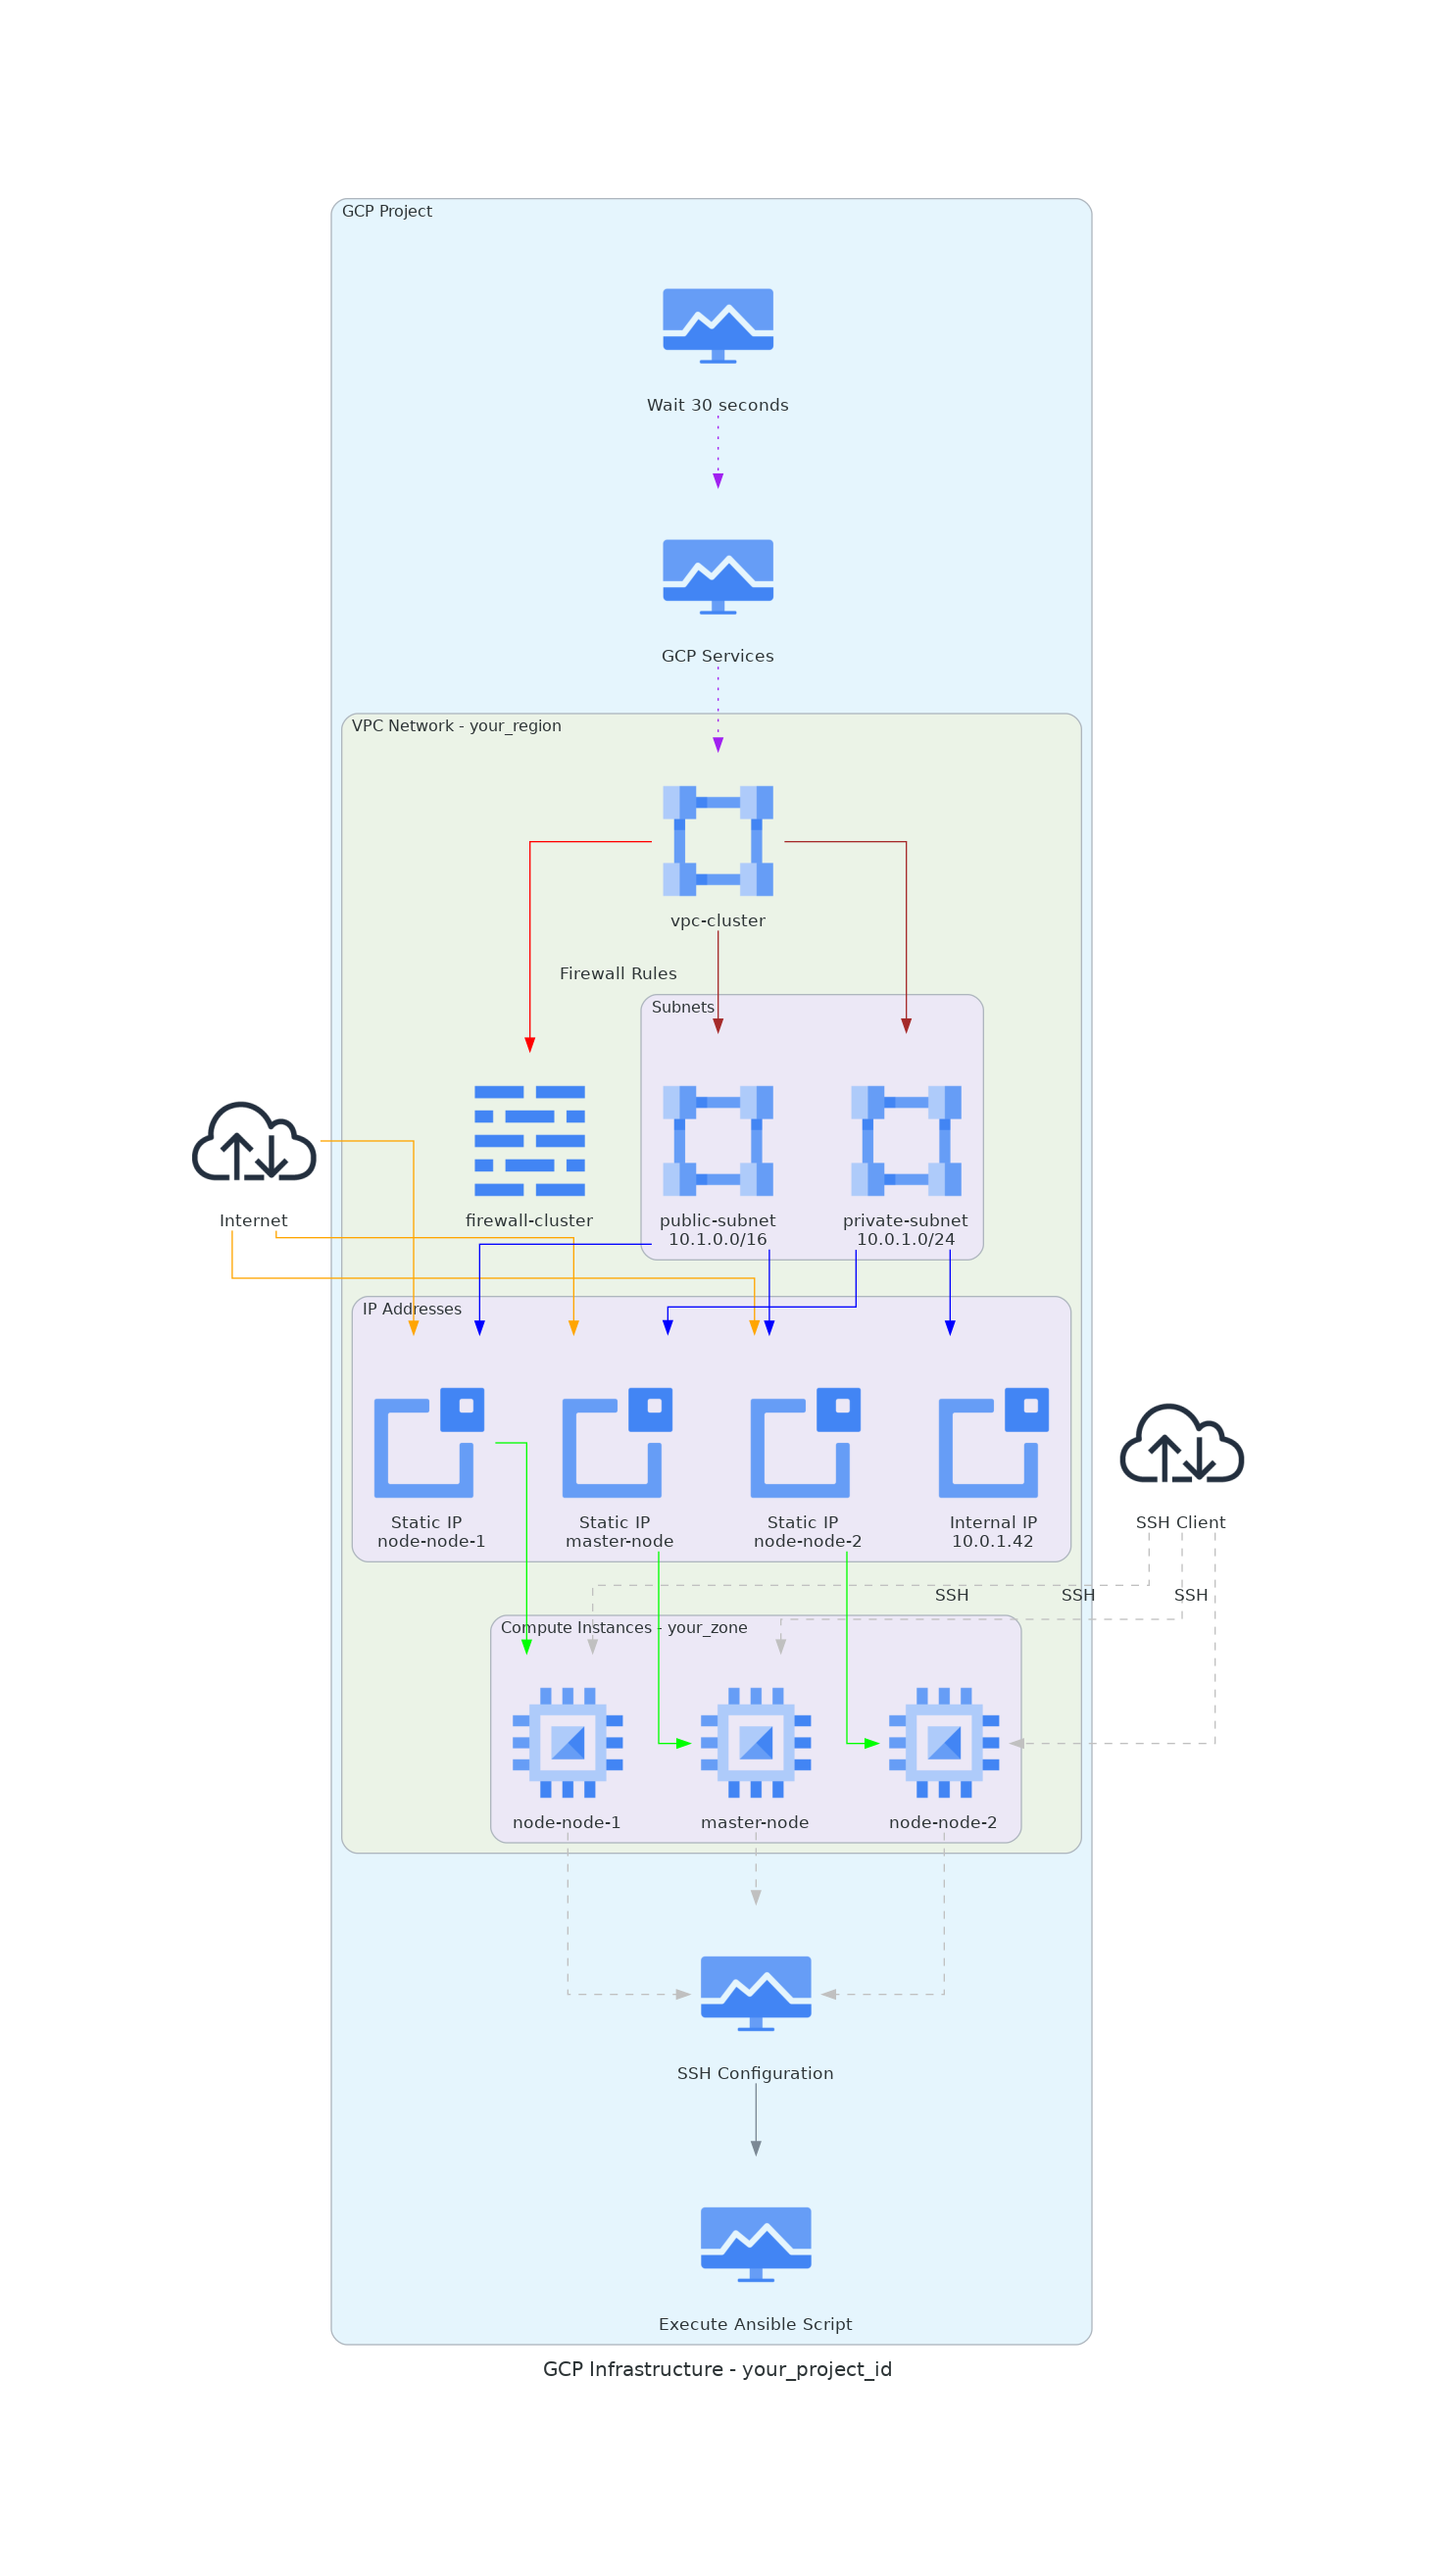 GCP Project
Wait 30 seconds
GCP Services
VPC Network - your_region
vpc-cluster
Firewall Rules
Subnets
Internet
firewall-cluster
public-subnet
10.1.0.0/16
private-subnet
10.0.1.0/24
IP Addresses
Static IP
node-node-1
Static IP
master-node
Static IP
node-node-2
Internal IP
10.0.1.42
SSH Client
SSH
SSH
SSH
Compute Instances - your_zone
node-node-1
master-node
node-node-2
SSH Configuration
Execute Ansible Script
GCP Infrastructure - your_project_id